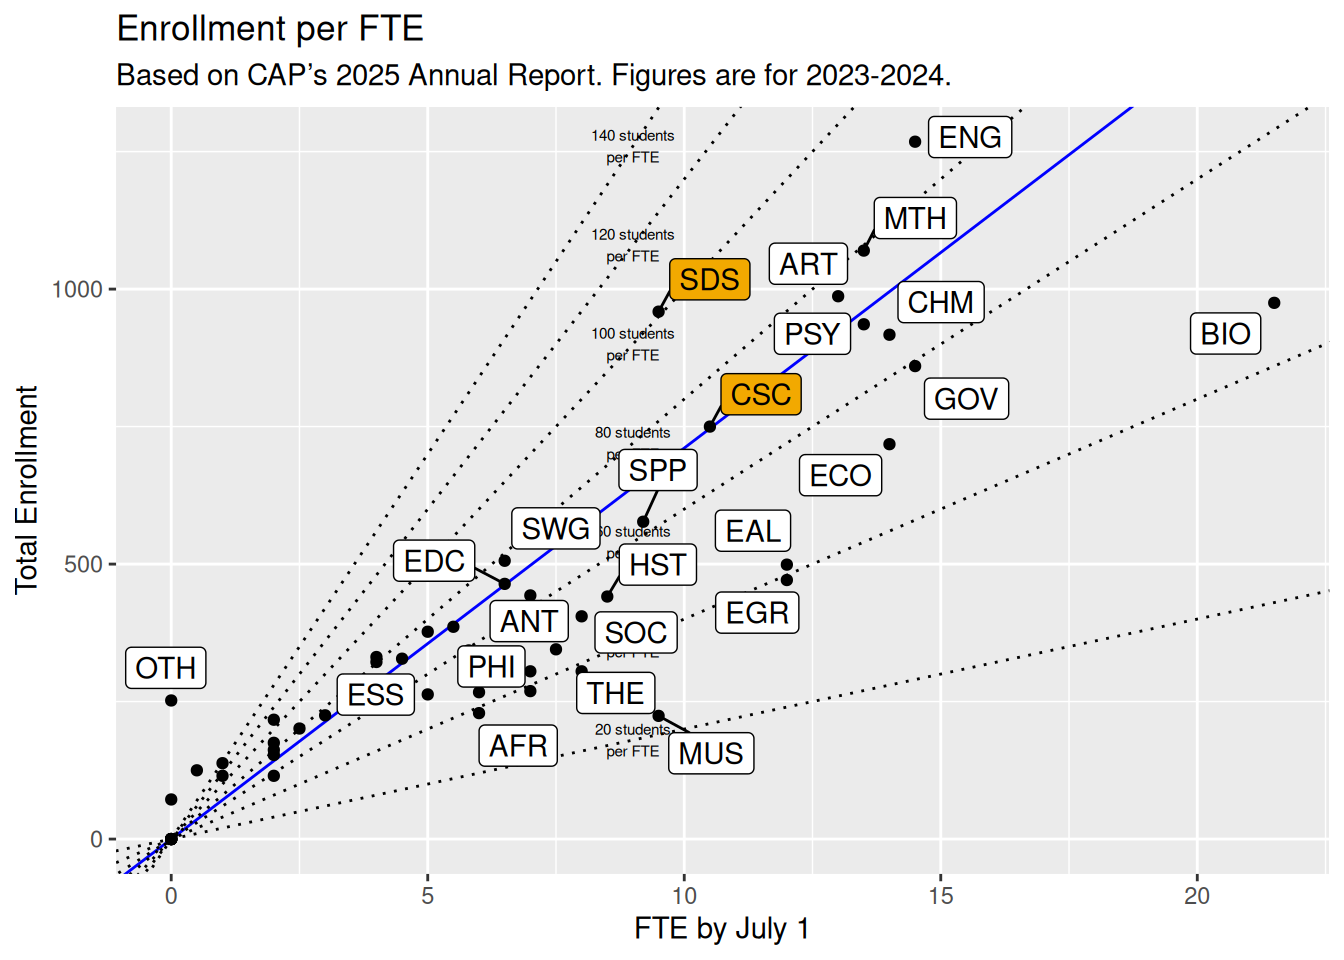 Enrollment per FTE
Based on CAP’s 2025 Annual Report. Figures are for 2023-2024.
140 students
per FTE
ENG
MTH
120 students
per FTE
ART
SDS
1000
CHM
BIO
100 students
per FTE
PSY
CSC
GOV
80 students
SPP
ECO
SWG
students
EAL
EDC
HST
500
EGR
ANT
SOC
per FTE
OTH
PHI
ESS
THE
20 students
per FTE
AFR
MUS
0
Total Enrollment
0 5 10 15 20
FTE by July 1